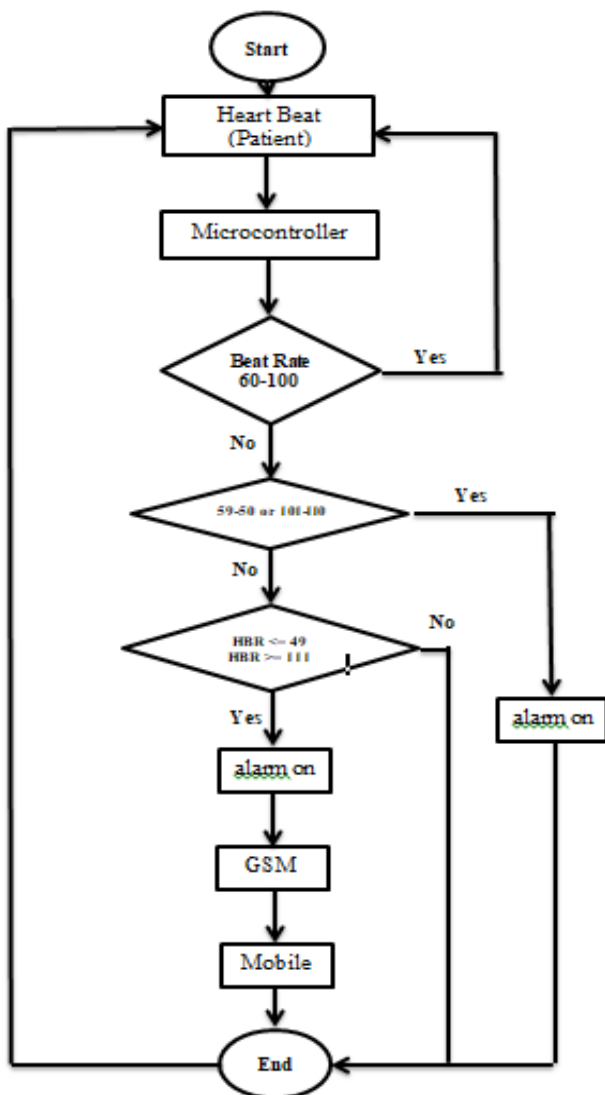 Start
Heart Beat
(Patient)
Microcontroller
Beat Rate
60-100
Yes
No
59-50 or 101-110
Yes
No
HBR <= 49
HBR >= 111
No
Yes
alarm on
alarm on
GSM
Mobile
End